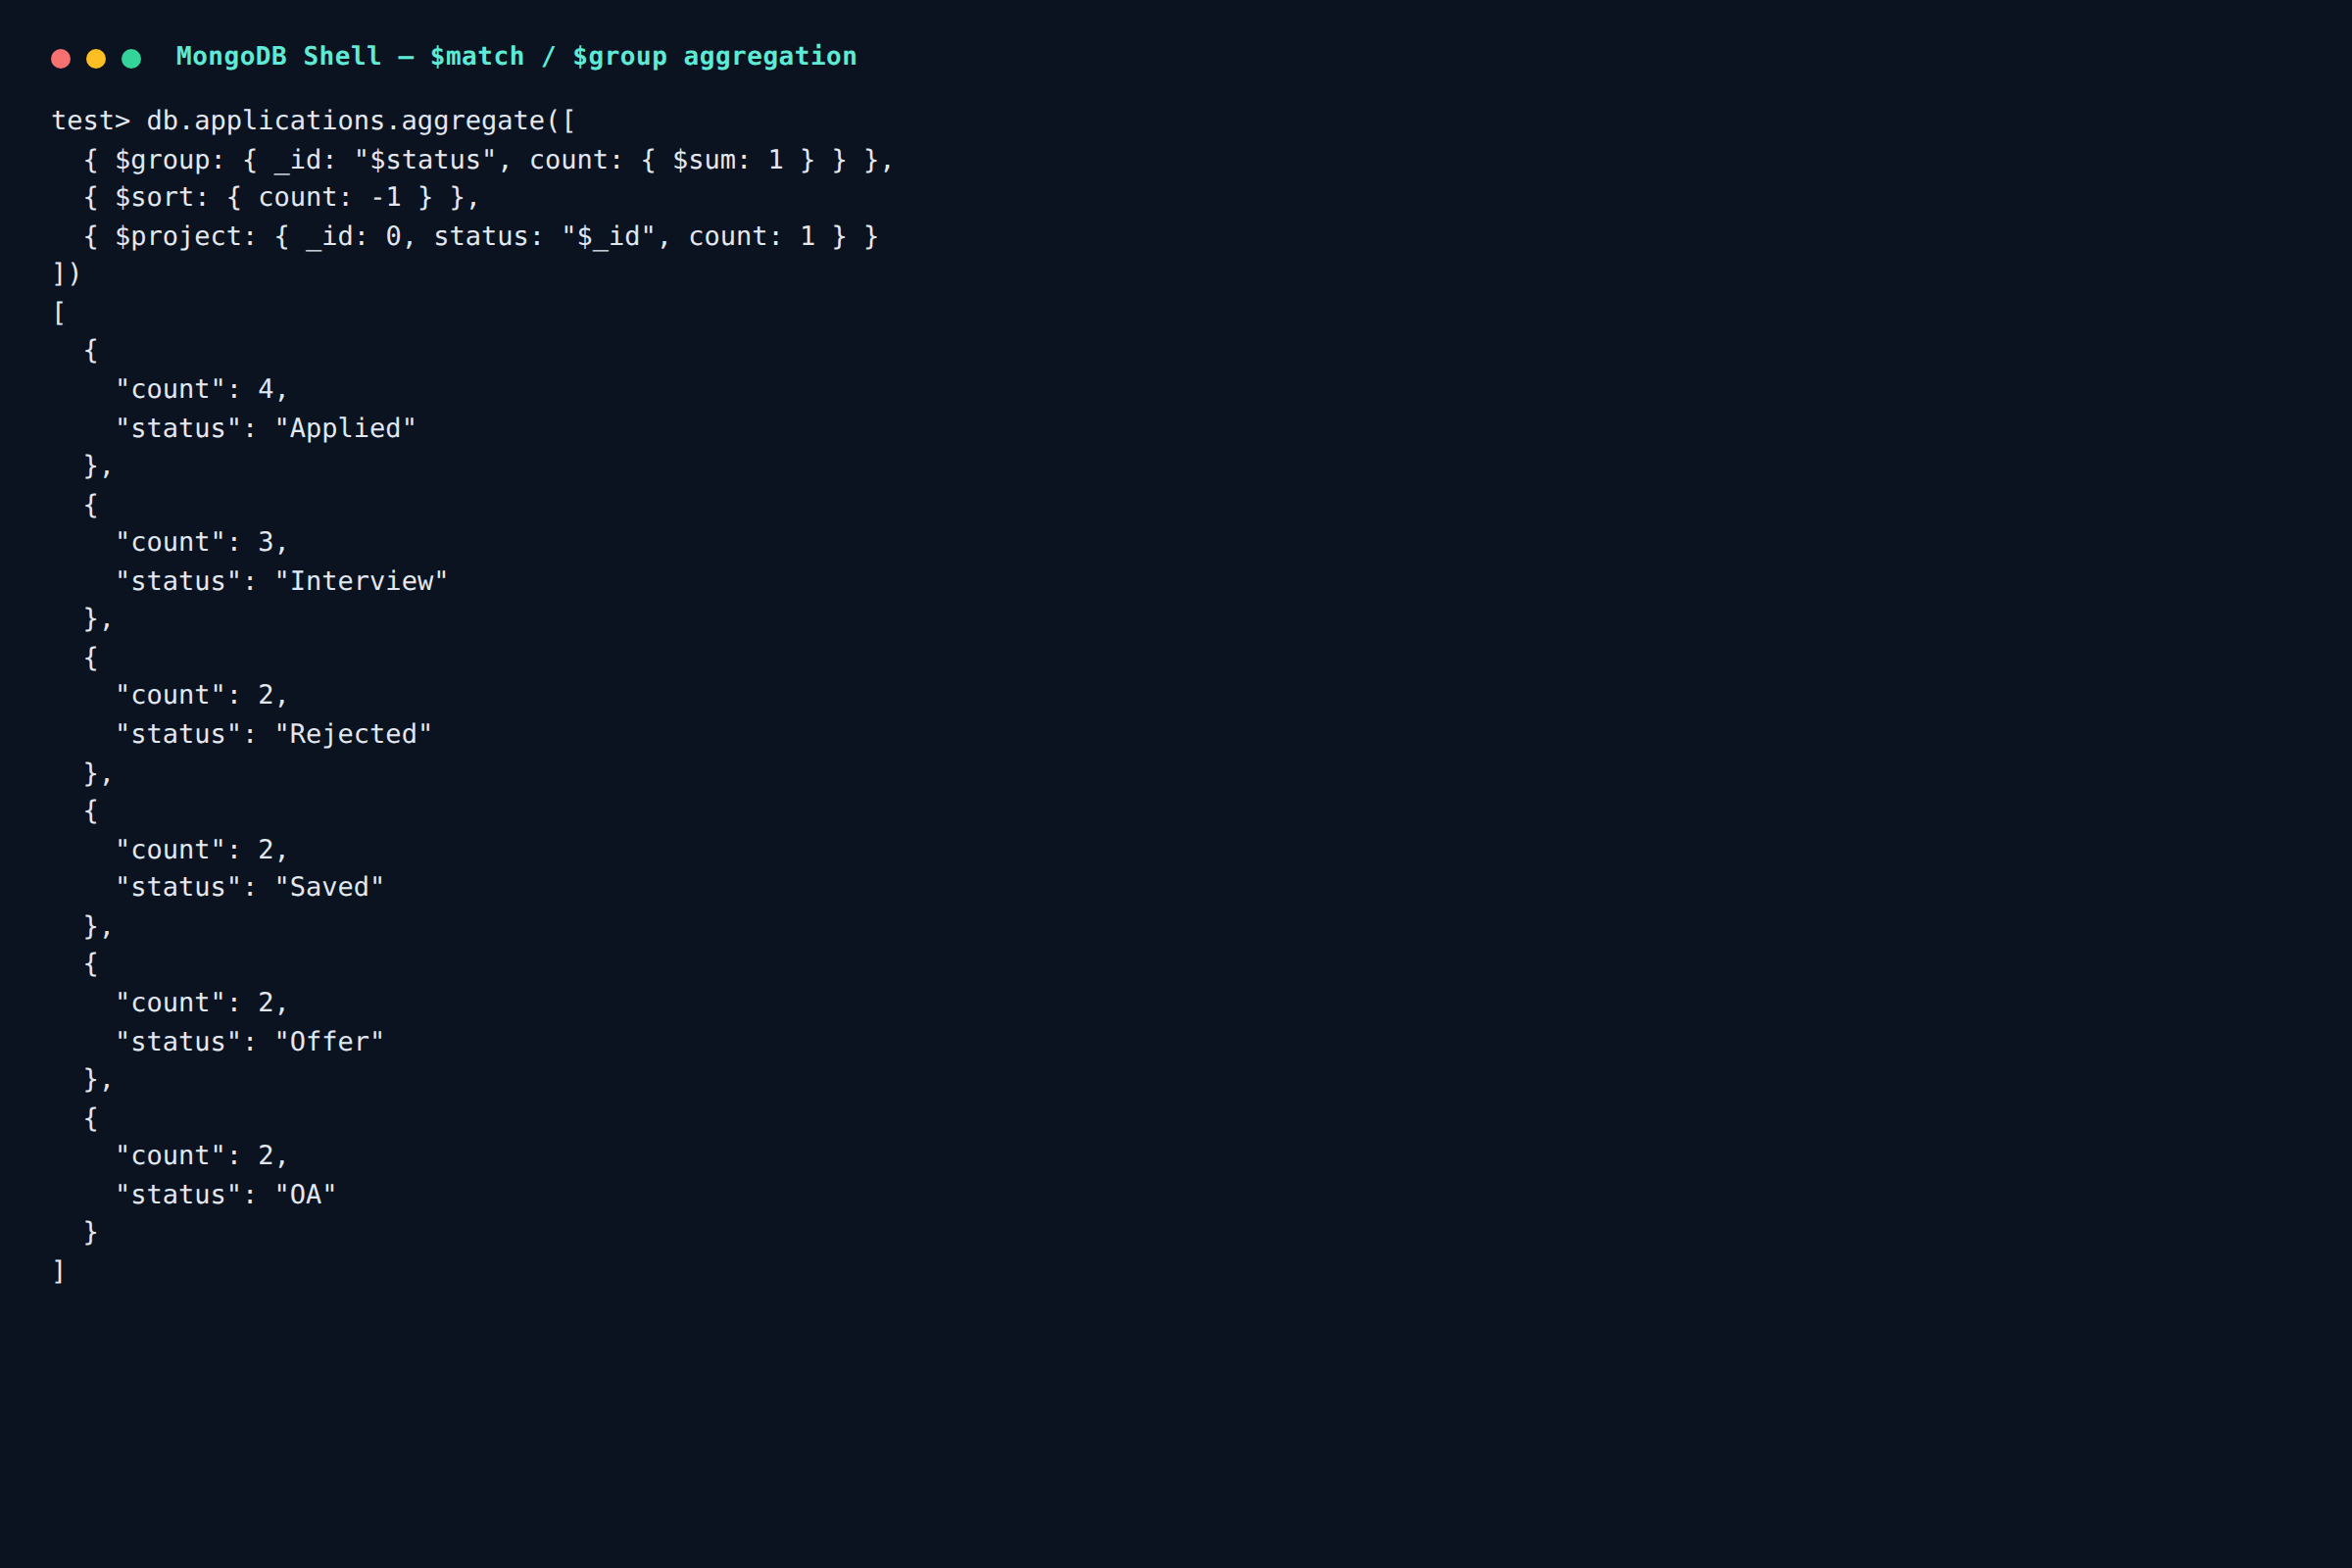 MongoDB Shell — $match / $group aggregation
test> db.applications.aggregate([
  { $group: { _id: "$status", count: { $sum: 1 } } },
  { $sort: { count: -1 } },
  { $project: { _id: 0, status: "$_id", count: 1 } }
])
[
  {
    "count": 4,
    "status": "Applied"
  },
  {
    "count": 3,
    "status": "Interview"
  },
  {
    "count": 2,
    "status": "Rejected"
  },
  {
    "count": 2,
    "status": "Saved"
  },
  {
    "count": 2,
    "status": "Offer"
  },
  {
    "count": 2,
    "status": "OA"
  }
]